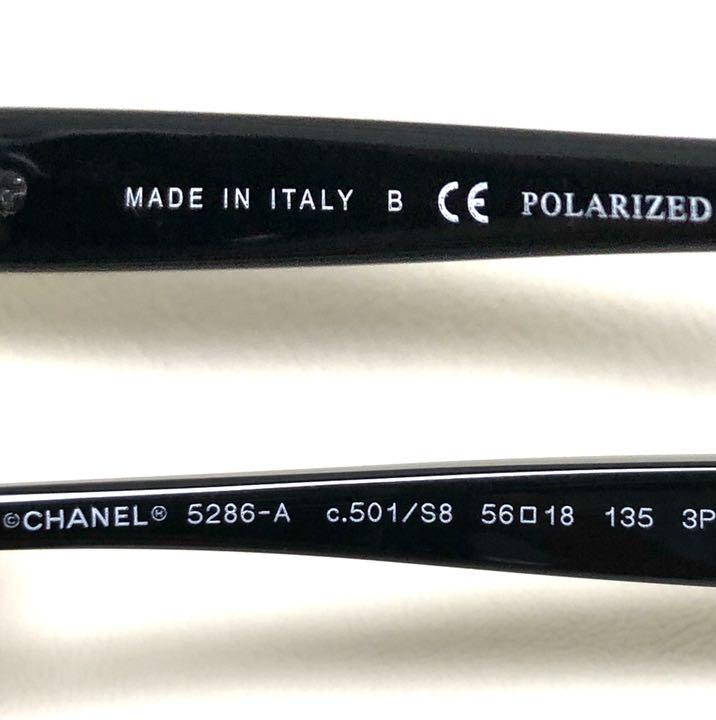 MADE IN ITALY B CE POLARIZED
©CHANEL® 5286-A c.501/S8 56□18 135 3P